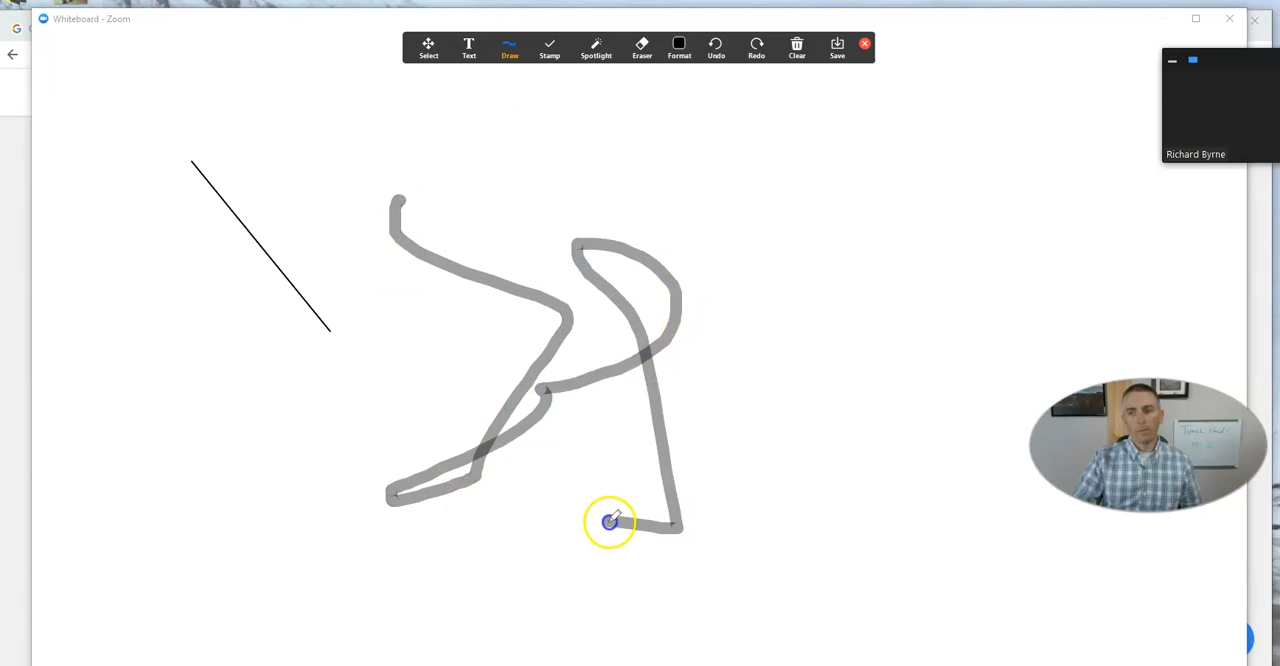 Whiteboard - Zoom
Select
Text
Draw
Stamp
Spotlight
Eraser
Format
Undo
Redo
Clear
Save
Richard Byrne